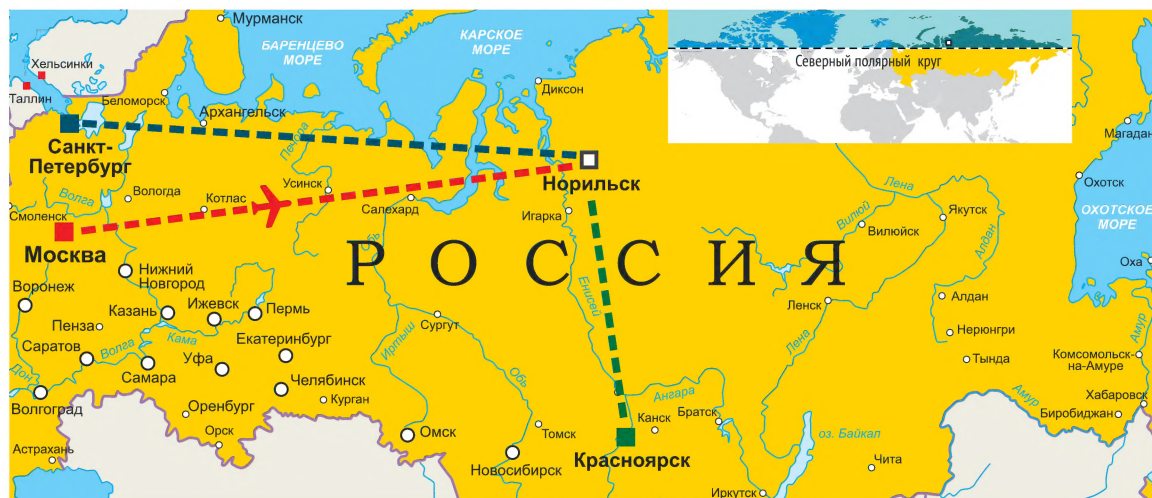 Мурманск
БАРЕНЦЕВО
МОРЕ
КАРСКОЕ
МОРЕ
Северный полярный круг
Хельсинки
Таллин
Беломорск
Архангельск
Диксон
Магадан
Санкт-
Петербург
Печора
Норильск
Охотск
Волга
Вологда
Котлас
Усинск
Салехард
Игарка
Лена
Вилюй
Якутск
ОХОТСКОЕ
МОРЕ
Смоленск
Москва
РОССИЯ
Обь
Вилюйск
Алдан
Оха
Воронеж
Нижний
Новгород
Енисей
Ленск
Алдан
Казань
Ижевск
Пермь
Пенза
Кама
Сургут
Иртыш
Нерюнгри
Амур
Саратов
Волга
Екатеринбург
Лена
Тында
Комсомольск-
на-Амуре
Дон
Самара
Уфа
Челябинск
Обь
Ангара
Амур
Хабаровск
Волгоград
Оренбург
Курган
Канск
Братск
Биробиджан
Орск
Омск
Томск
оз. Байкал
Астрахань
Новосибирск
Красноярск
Чита
Иркутск